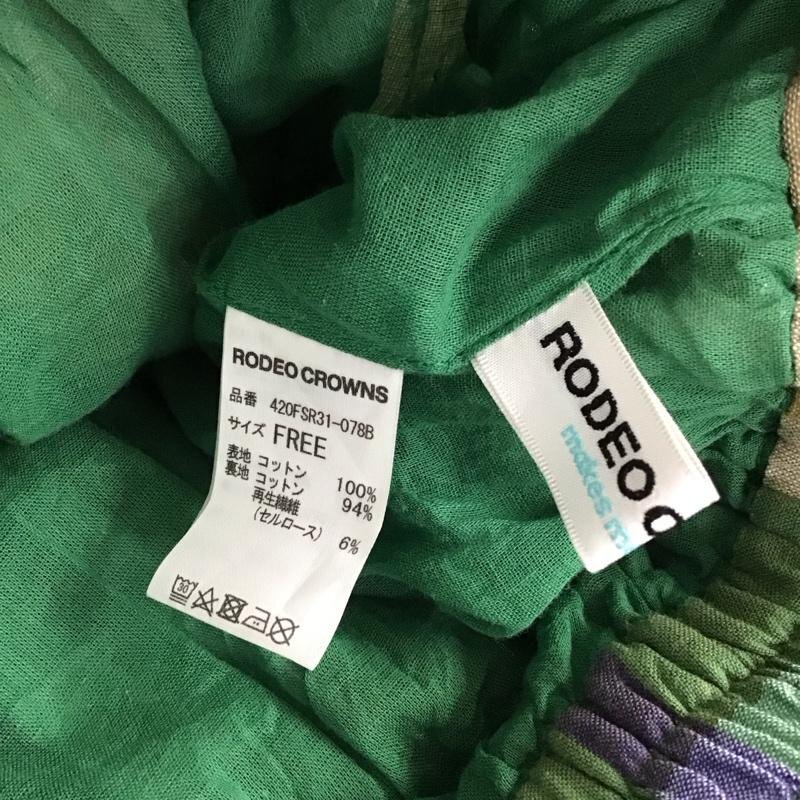 RODEO CROWNS
品番 420FSR31-078B
サイズ FREE
表地 コットン 100%
裏地 コットン 94%
再生繊維
(セルロース) 6%
30
RODEO C
makes m